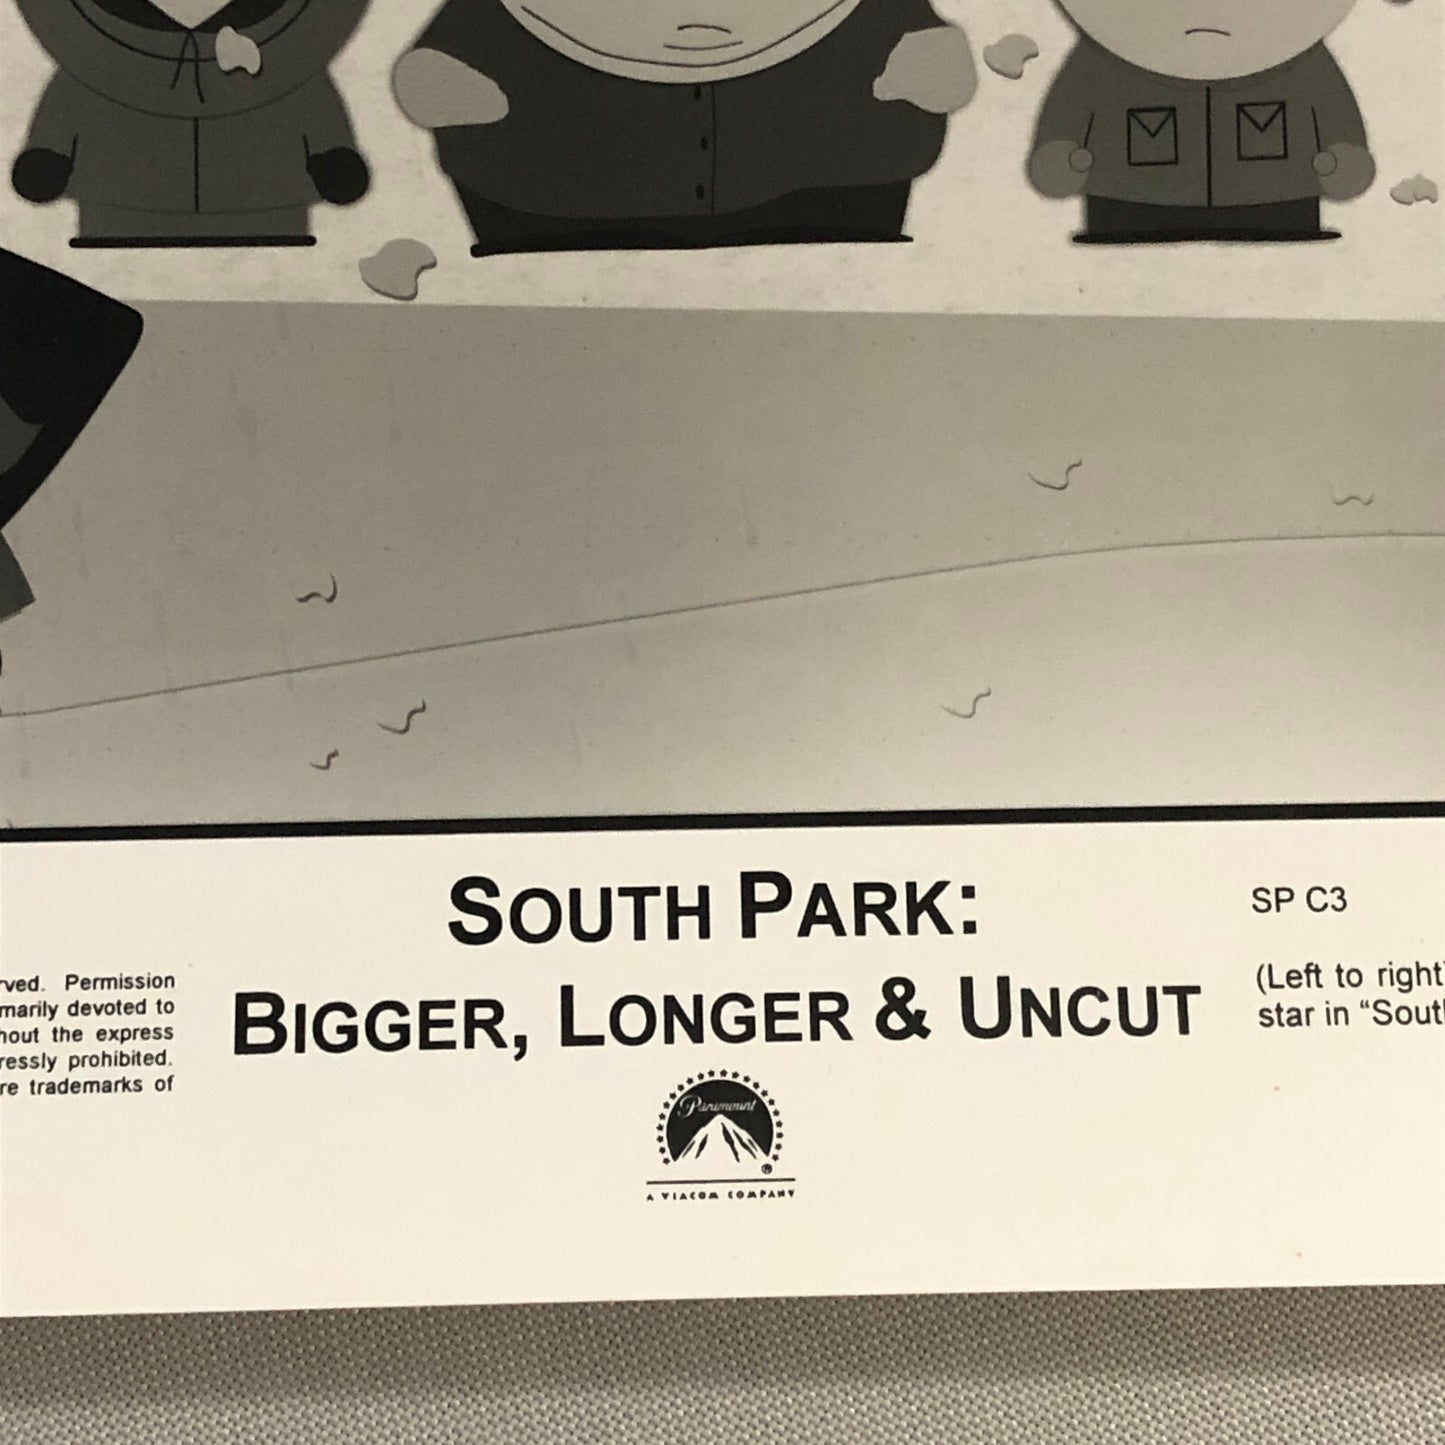 SOUTH PARK:
BIGGER, LONGER & UNCUT
rved. Permission
marily devoted to
hout the express
ressly prohibited.
re trademarks of
SP C3
(Left to right)
star in “South
Paramount
®
A VIACOM COMPANY